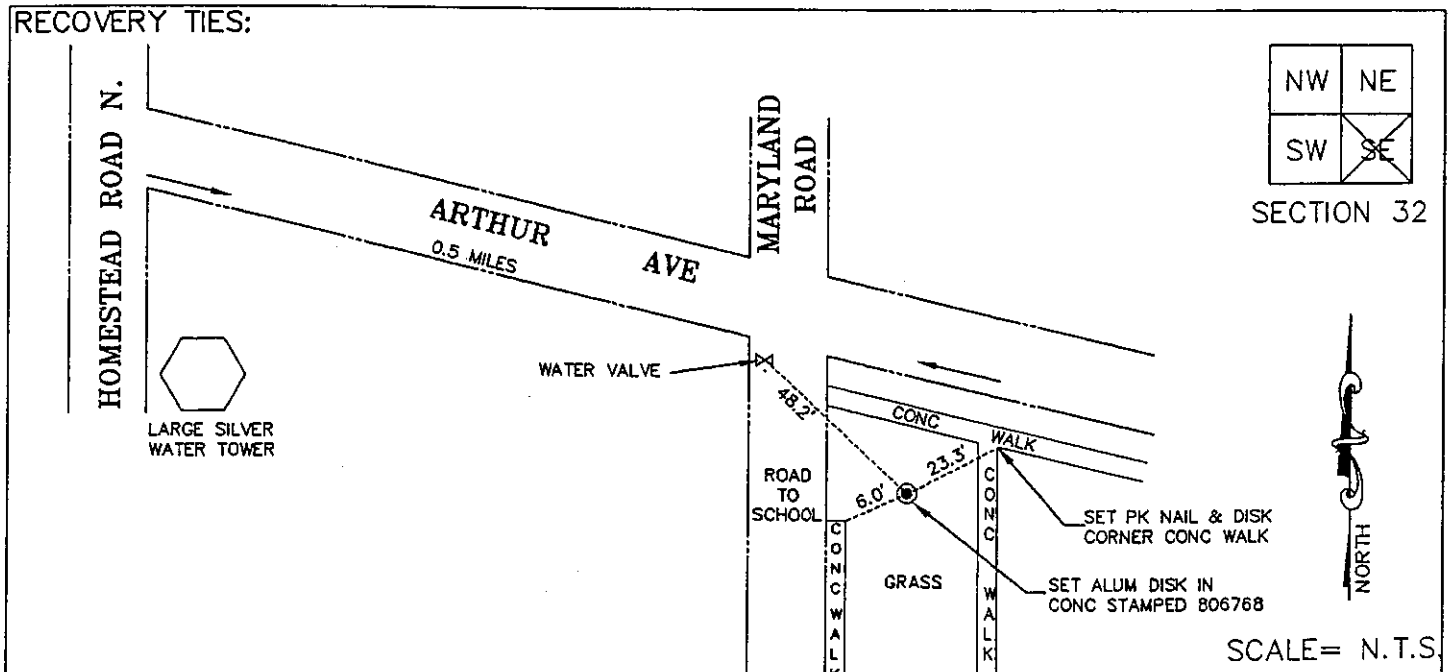 RECOVERY TIES:
NW NE
SW SE
SECTION 32
HOMESTEAD ROAD N.
MARYLAND
ROAD
ARTHUR AVE
0.5 MILES
WATER VALVE
48.2'
CONC WALK
LARGE SILVER
WATER TOWER
23.3'
6.0'
ROAD
TO
SCHOOL
CONC WALK
CONC WALK
GRASS
SET PK NAIL & DISK
CORNER CONC WALK
SET ALUM DISK IN
CONC STAMPED 806768
NORTH
SCALE= N.T.S.